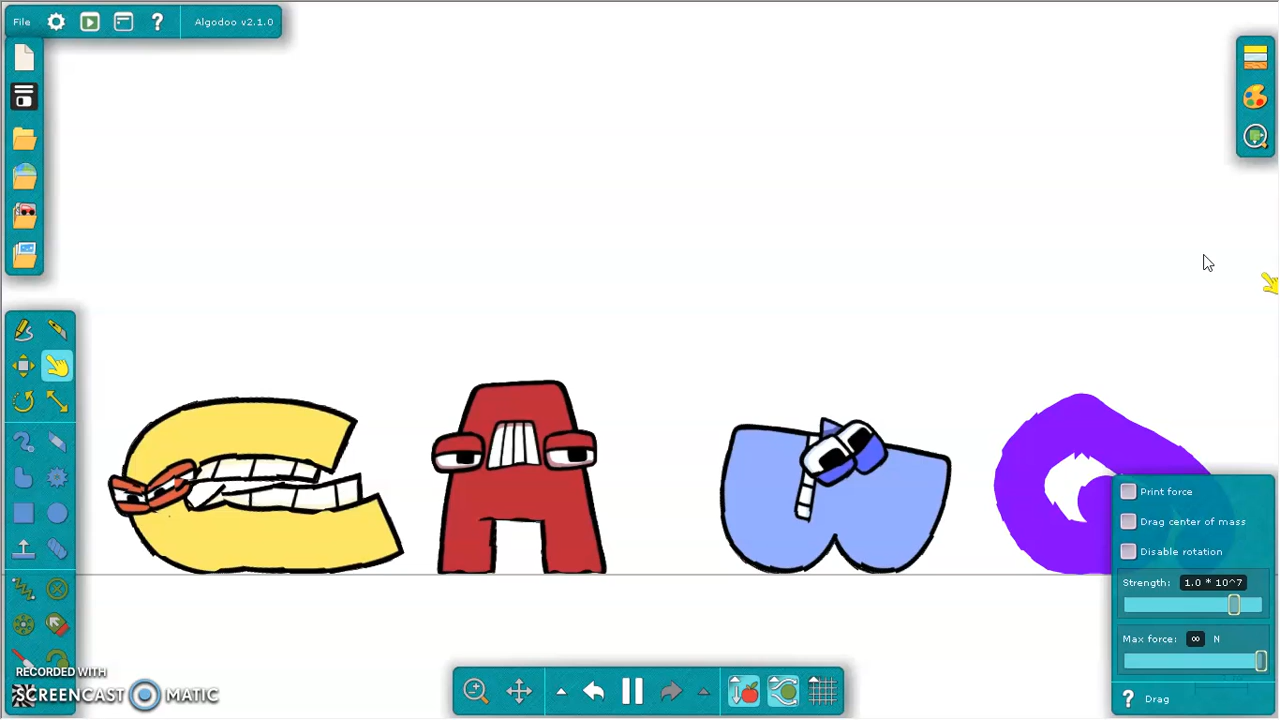 File
Algodoo v2.1.0
Print force
Drag center of mass
Disable rotation
Strength: 1.0 * 10^7
Max force: ∞ N
Drag
RECORDED WITH
SCREENCAST MATIC